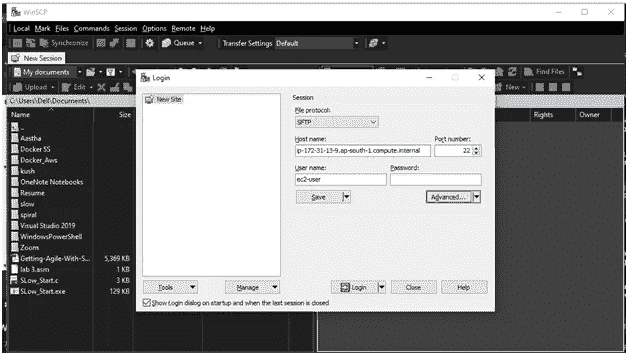 WinSCP
Local Mark Files Commands Session Options Remote Help
Synchronize Queue Transfer Settings Default
New Session
My documents Find Files
Upload Edit New
C:\Users\Dell\Documents\
Name Size Rights Owner
..
Aastha
Docker SS
Docker_Aws
kush
OneNote Notebooks
Resume
slow
spiral
Visual Studio 2019
WindowsPowerShell
Zoom
Getting-Agile-With-S... 5,369 KB
lab 3.asm 1 KB
SLow_Start.c 3 KB
SLow_Start.exe 129 KB
Login
New Site
Session
File protocol:
SFTP
Host name: Port number:
ip-172-31-13-9.ap-south-1.compute.internal 22
User name: Password:
ec2-user
Save Advanced...
Tools Manage Login Close Help
Show Login dialog on startup and when the last session is closed